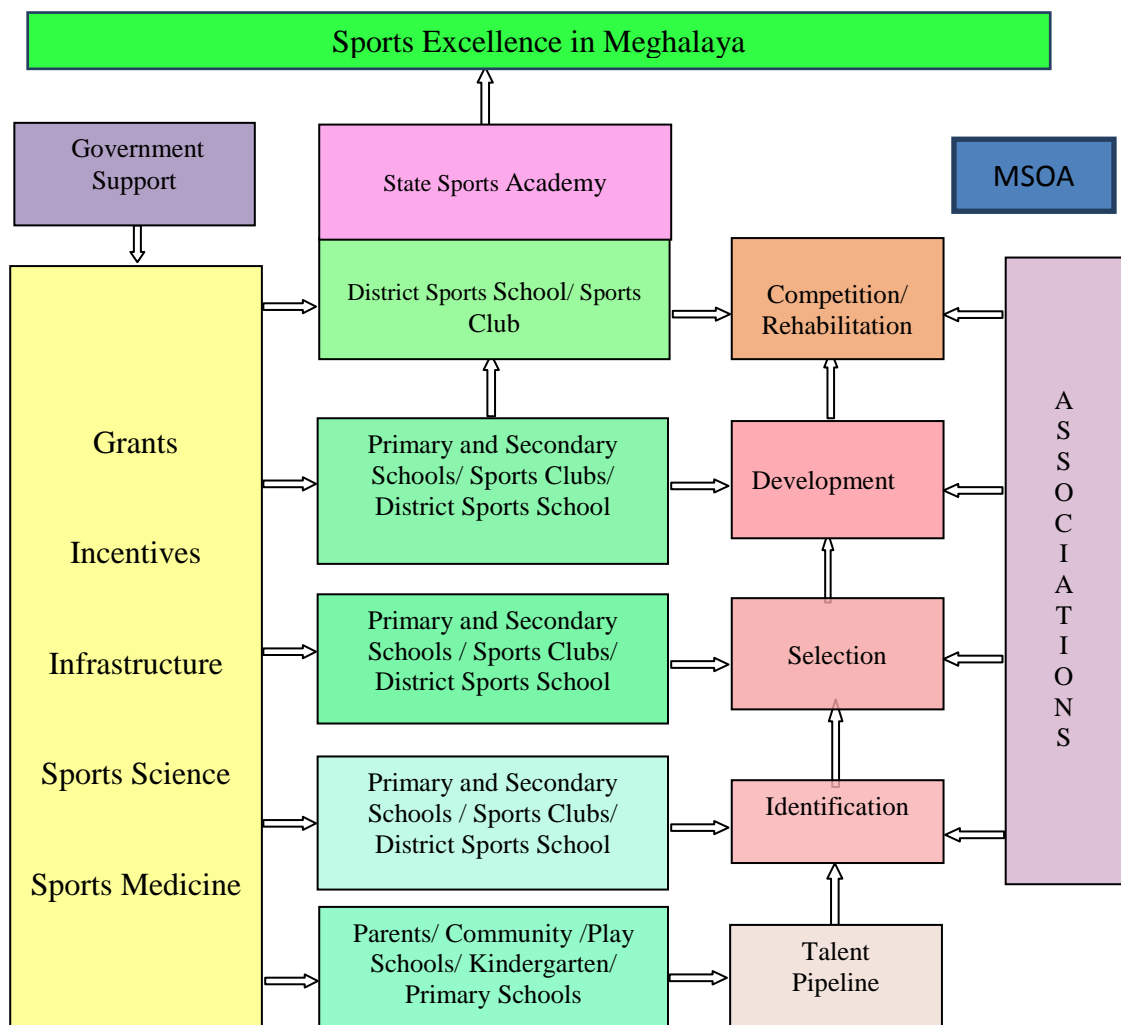 Sports Excellence in Meghalaya
Government
Support
State Sports Academy
MSOA
District Sports School/ Sports
Club
Competition/
Rehabilitation
Grants
Incentives
Infrastructure
Sports Science
Sports Medicine
Primary and Secondary
Schools/ Sports Clubs/
District Sports School
Development
Primary and Secondary
Schools / Sports Clubs/
District Sports School
Selection
Primary and Secondary
Schools / Sports Clubs/
District Sports School
Identification
Parents/ Community /Play
Schools/ Kindergarten/
Primary Schools
Talent
Pipeline
A
S
S
O
C
I
A
T
I
O
N
S